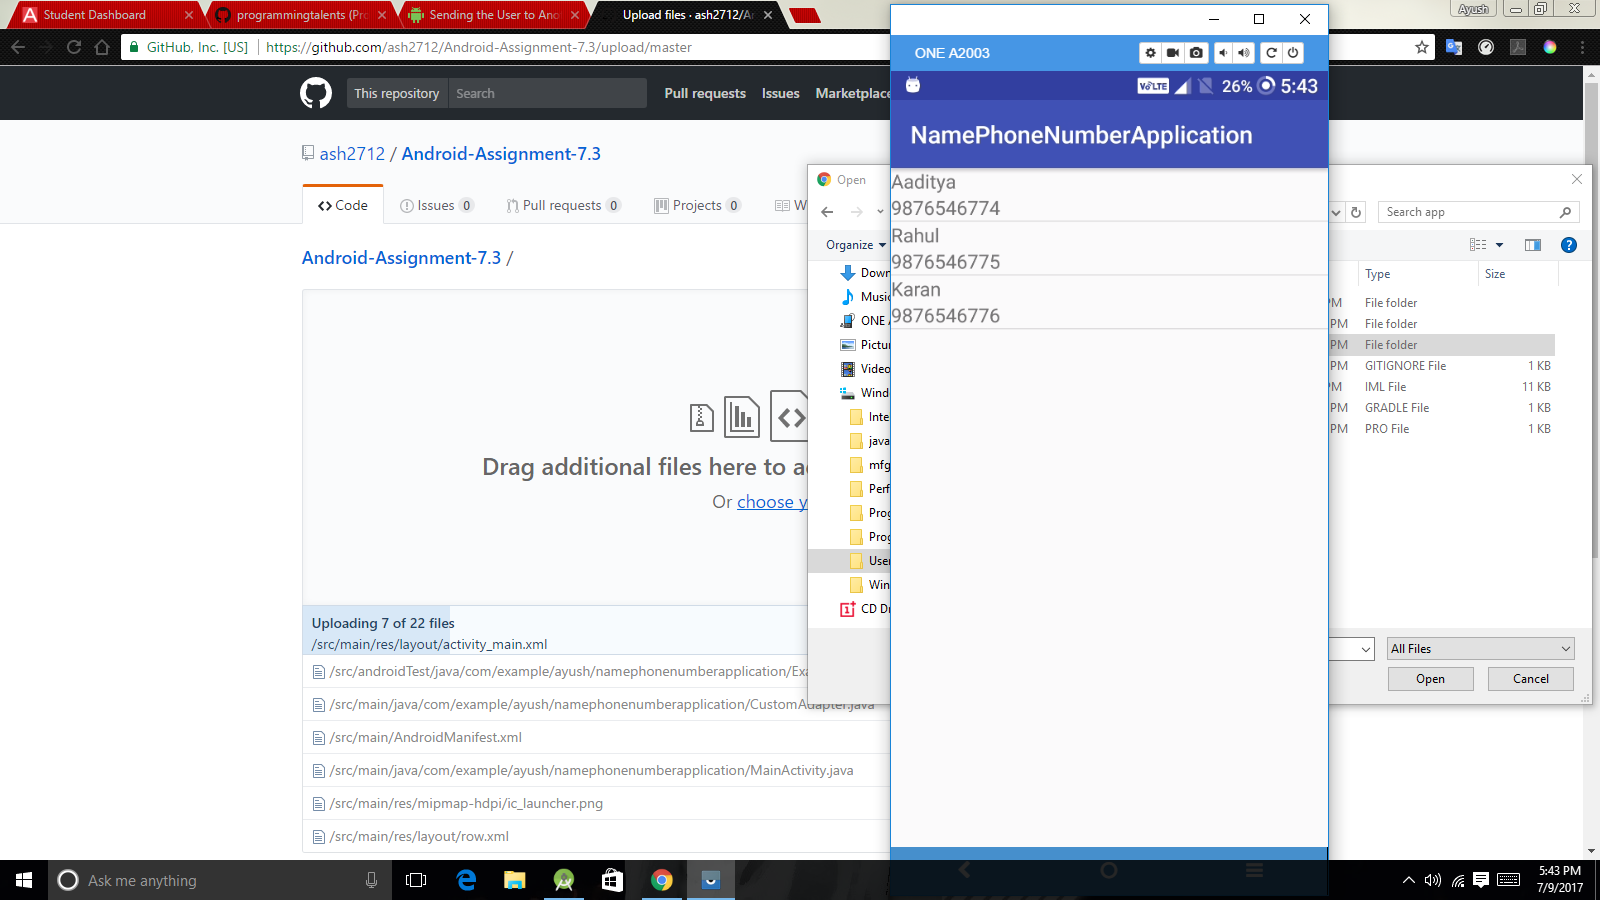 Student Dashboard
programmingtalents (Pro
Sending the User to Ano
Upload files · ash2712/A
Ayush
GitHub, Inc. [US]
https://github.com/ash2712/Android-Assignment-7.3/upload/master
This repository
Search
Pull requests
Issues
Marketplace
ash2712 / Android-Assignment-7.3
Code
Issues 0
Pull requests 0
Projects 0
W
Android-Assignment-7.3 /
Drag additional files here to a
Or choose y
Uploading 7 of 22 files
/src/main/res/layout/activity_main.xml
/src/androidTest/java/com/example/ayush/namephonenumberapplication/Exa
/src/main/java/com/example/ayush/namephonenumberapplication/CustomAdapter.java
/src/main/AndroidManifest.xml
/src/main/java/com/example/ayush/namephonenumberapplication/MainActivity.java
/src/main/res/mipmap-hdpi/ic_launcher.png
/src/main/res/layout/row.xml
Open
Organize
Down
Music
ONE A
Pictur
Video
Wind
Inte
java
mfg
Perf
Prog
Prog
User
Win
CD Dr
ONE A2003
VoLTE
26%
5:43
NamePhoneNumberApplication
Aaditya
9876546774
Rahul
9876546775
Karan
9876546776
Search app
Type
Size
PM File folder
PM File folder
PM File folder
PM GITIGNORE File 1 KB
PM IML File 11 KB
PM GRADLE File 1 KB
PM PRO File 1 KB
All Files
Open
Cancel
Ask me anything
5:43 PM
7/9/2017